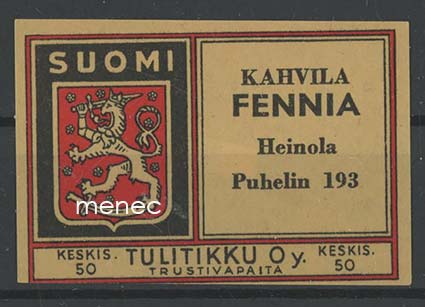 SUOMI
menec
KAHVILA
FENNIA
Heinola
Puhelin 193
KESKIS. 50
TULITIKKU Oy.
TRUSTIVAPAITA
KESKIS. 50